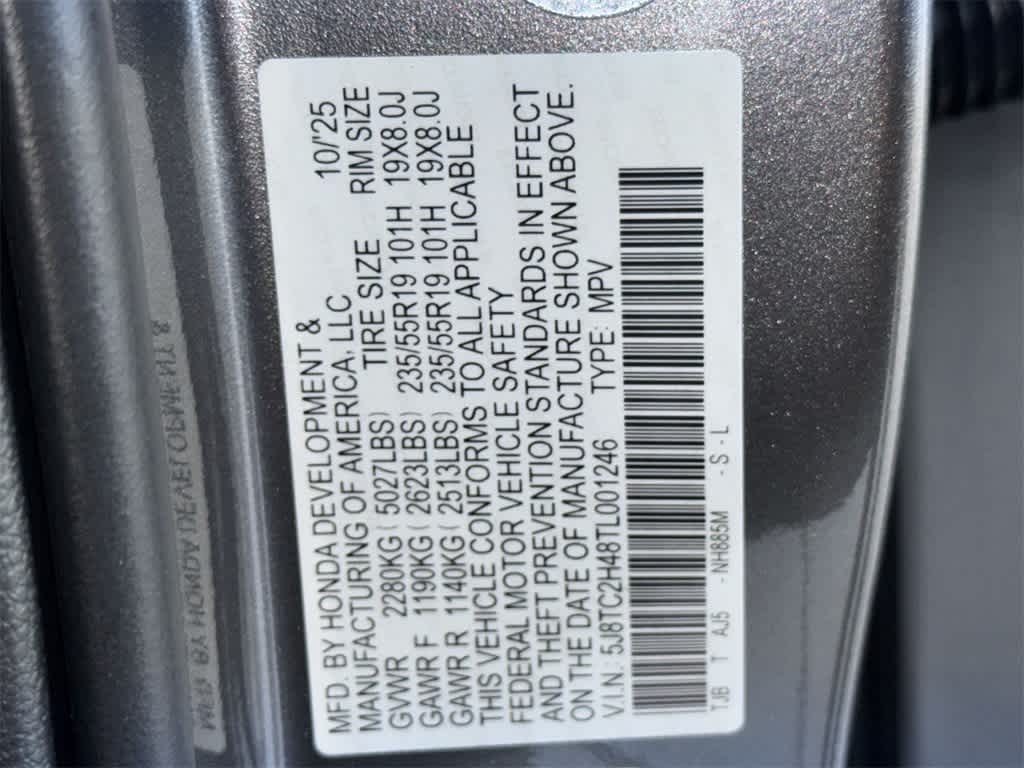 MFD. BY HONDA DEVELOPMENT &
MANUFACTURING OF AMERICA, LLC 10/'25
TIRE SIZE RIM SIZE
GVWR 2280KG ( 5027LBS)
GAWR F 1190KG ( 2623LBS) 235/55R19 101H 19X8.0J
GAWR R 1140KG ( 2513LBS) 235/55R19 101H 19X8.0J
THIS VEHICLE CONFORMS TO ALL APPLICABLE
FEDERAL MOTOR VEHICLE SAFETY
AND THEFT PREVENTION STANDARDS IN EFFECT
ON THE DATE OF MANUFACTURE SHOWN ABOVE.
V.I.N.: 5J8TC2H48TL001246 TYPE: MPV
TJB T AJ5 - NH885M - S - L